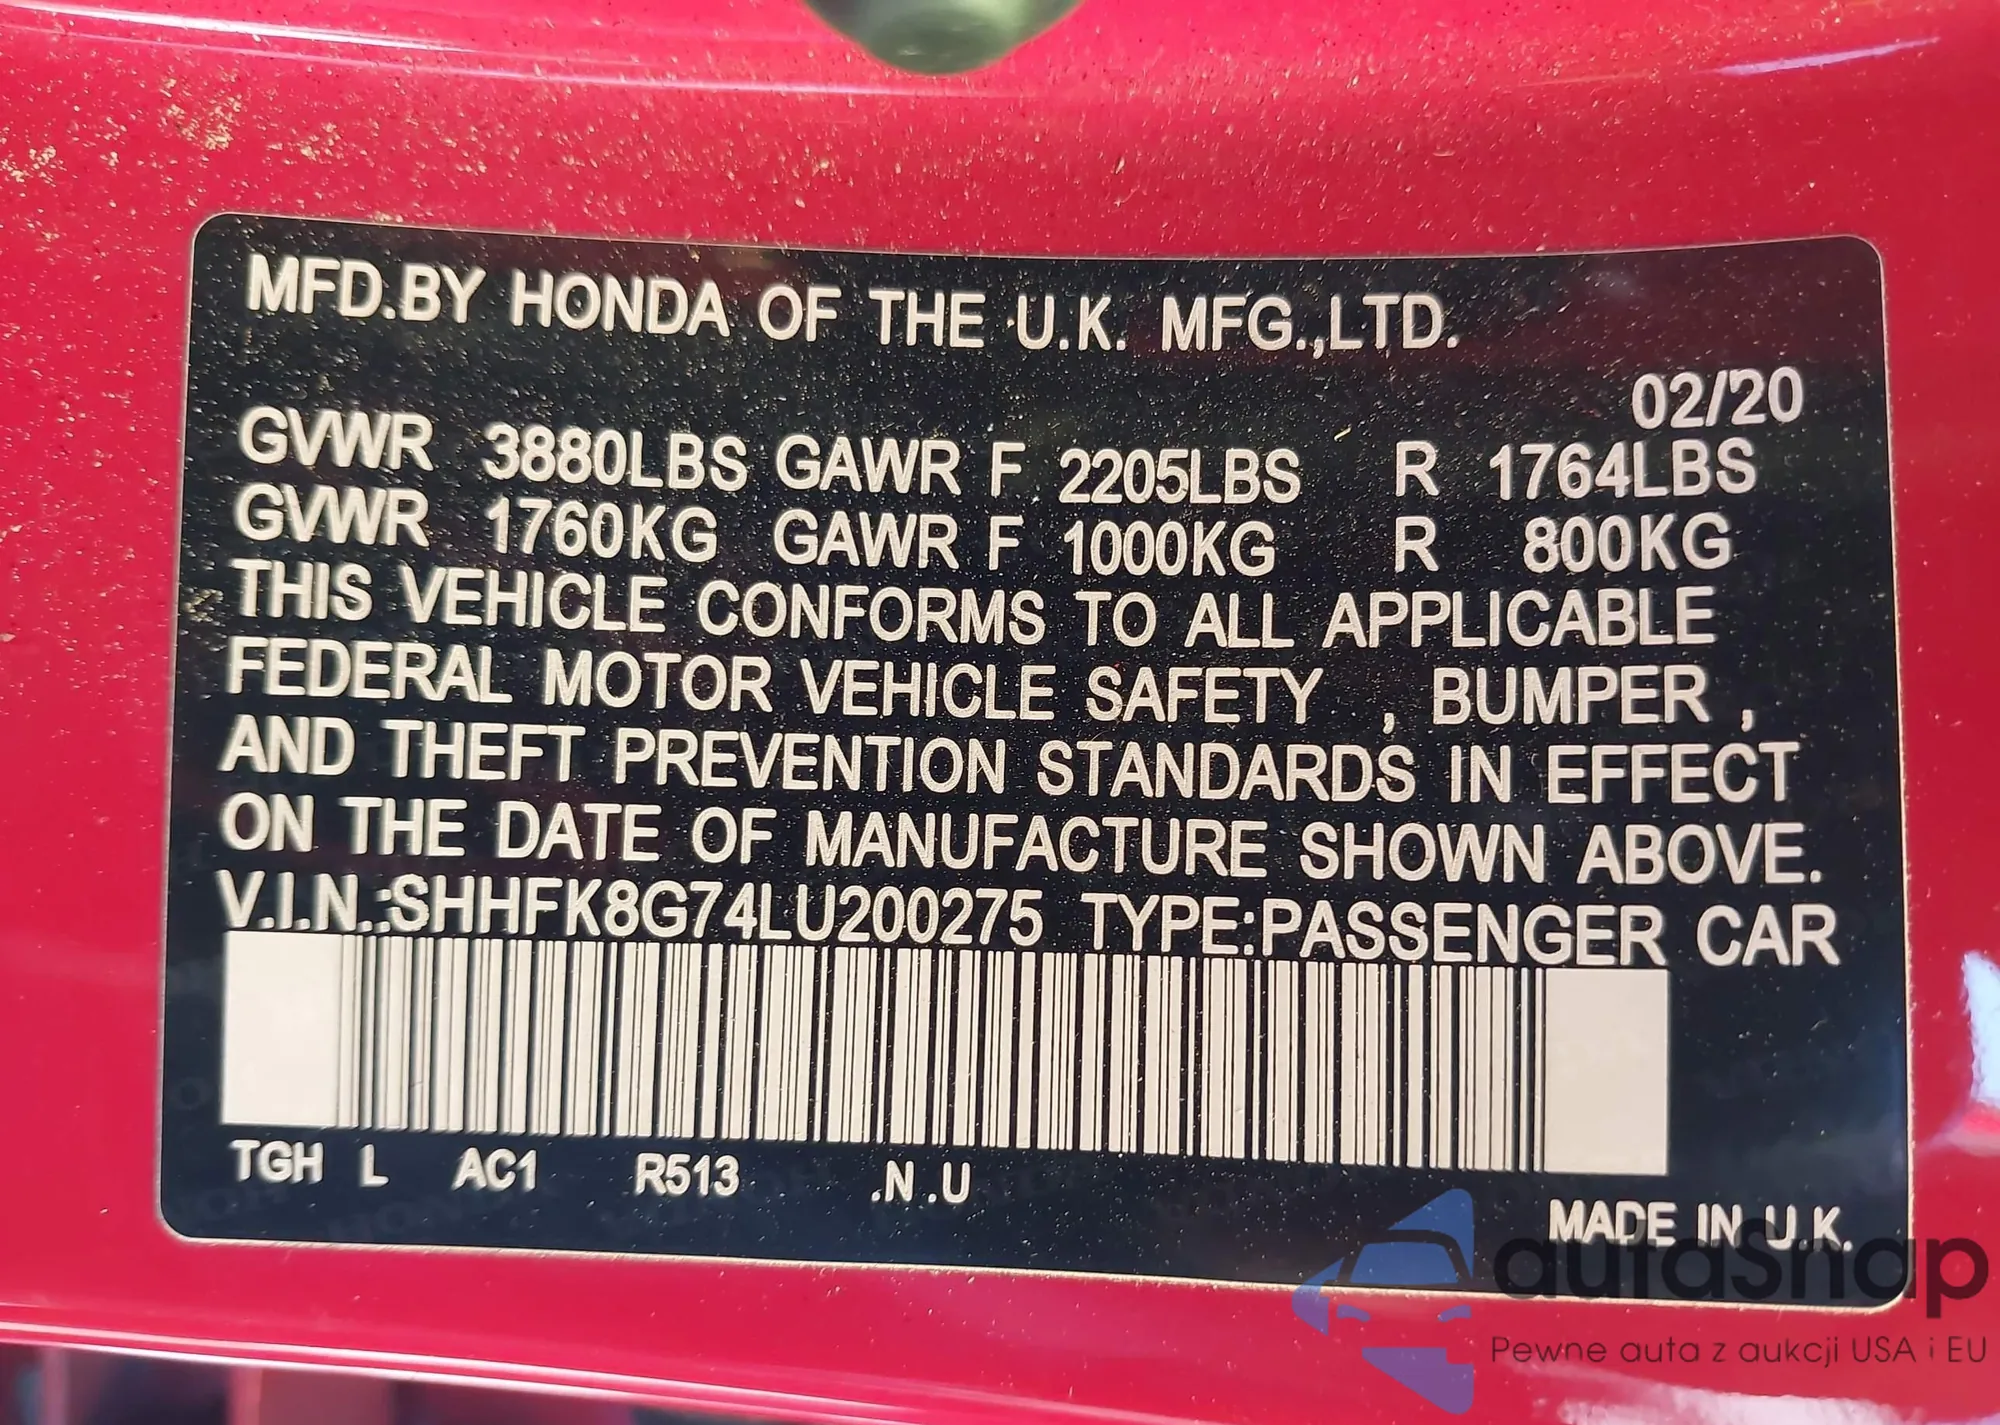 MFD.BY HONDA OF THE U.K. MFG.,LTD.
02/20
GVWR 3880LBS GAWR F 2205LBS R 1764LBS
GVWR 1760KG GAWR F 1000KG R 800KG
THIS VEHICLE CONFORMS TO ALL APPLICABLE
FEDERAL MOTOR VEHICLE SAFETY , BUMPER ,
AND THEFT PREVENTION STANDARDS IN EFFECT
ON THE DATE OF MANUFACTURE SHOWN ABOVE.
V.I.N.:SHHFK8G74LU200275 TYPE:PASSENGER CAR
TGH L AC1 R513 .N .U
MADE IN U.K.
autaSnap
Pewne auta z aukcji USA i EU